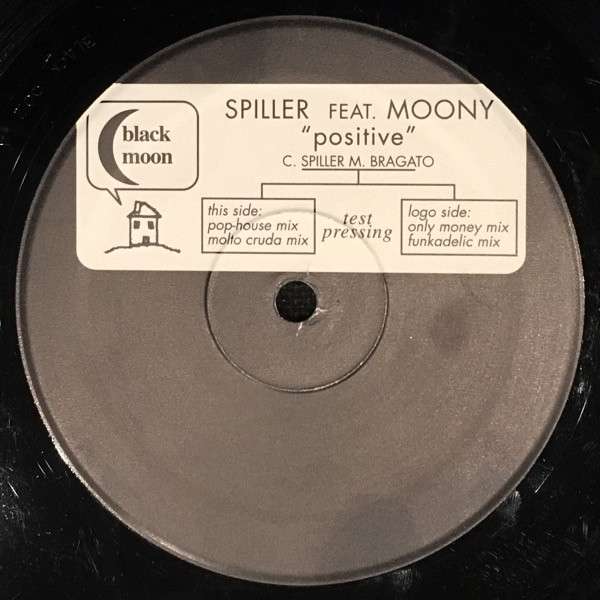 black
moon
SPILLER FEAT. MOONY
"positive"
C. SPILLER M. BRAGATO
this side:
pop-house mix
molto cruda mix
test
pressing
logo side:
only money mix
funkadelic mix